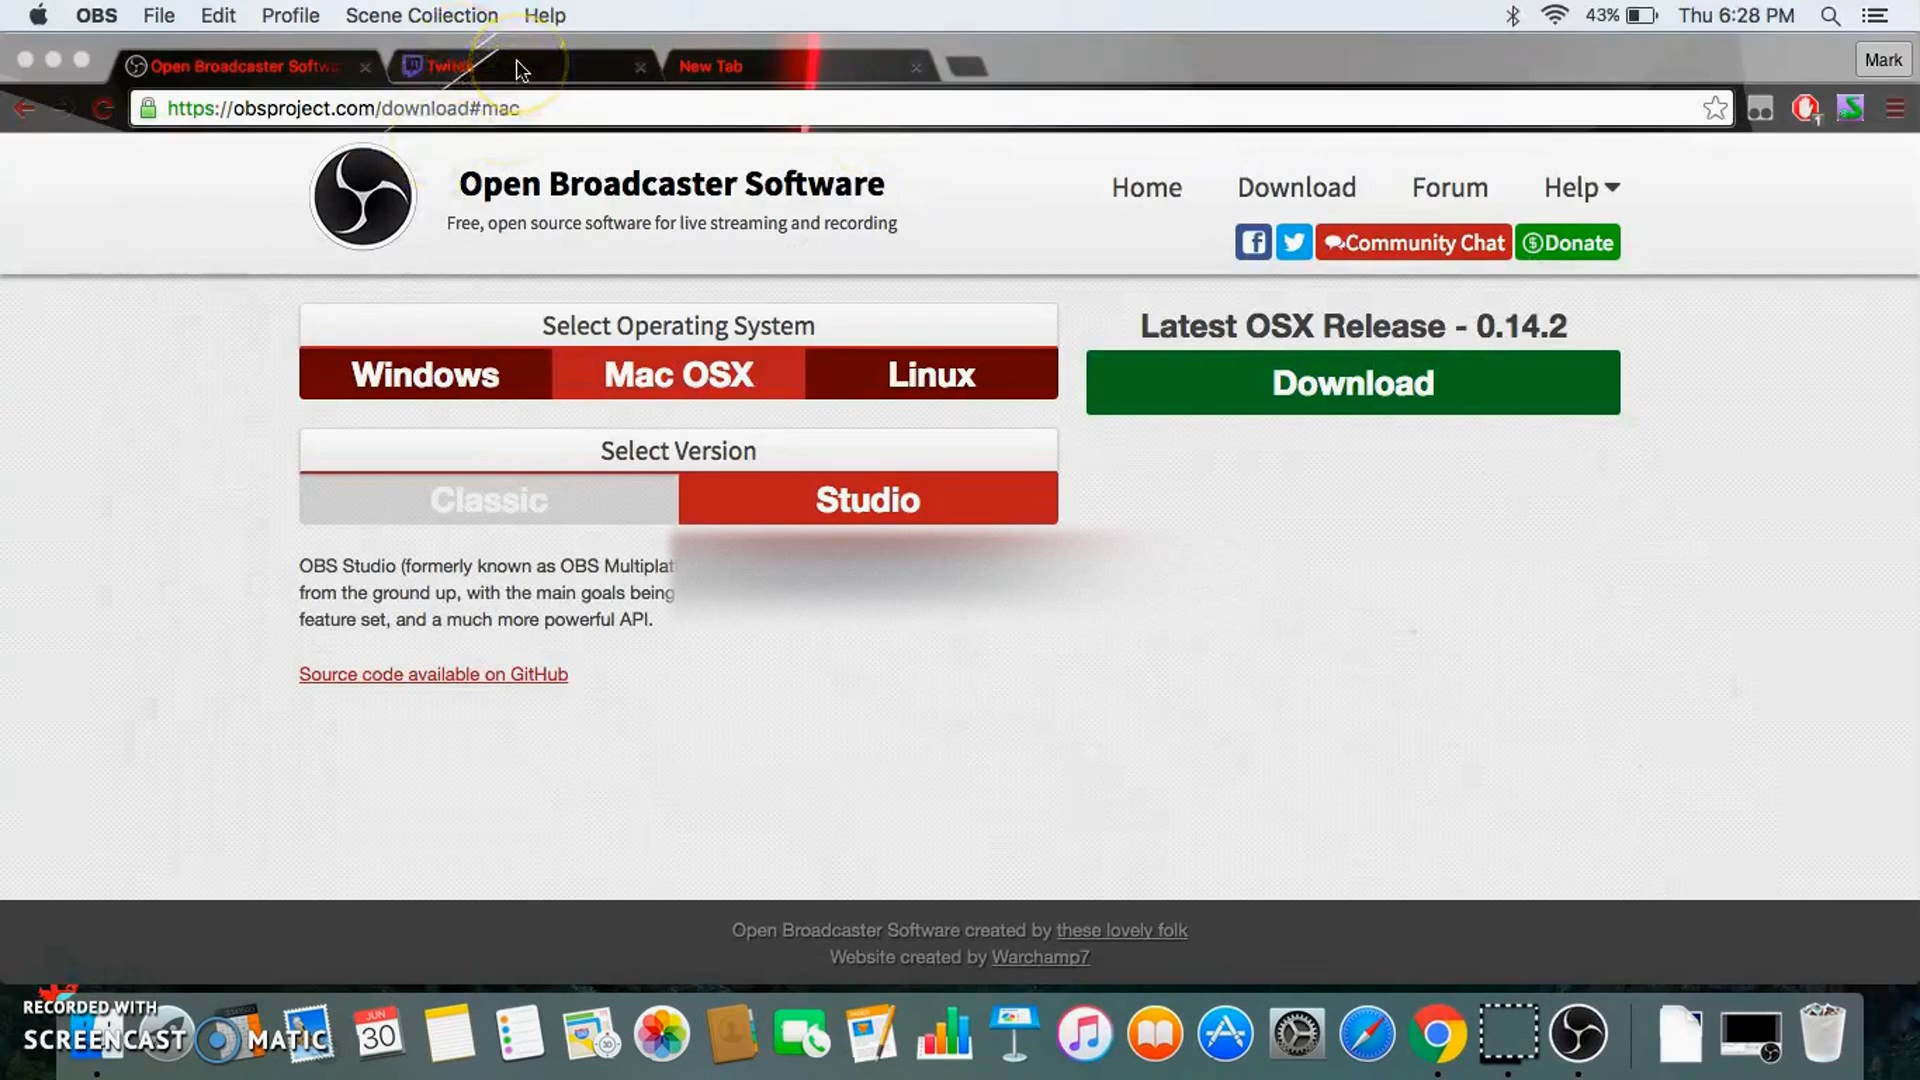 OBS File Edit Profile Scene Collection Help 43% Thu 6:28 PM
Open Broadcaster Softw New Tab Mark
https://obsproject.com/download#mac
1
Open Broadcaster Software
Free, open source software for live streaming and recording
Home Download Forum Help
Community Chat Donate
Select Operating System
Windows Mac OSX Linux
Latest OSX Release - 0.14.2
Download
Select Version
Classic Studio
OBS Studio (formerly known as OBS
from the ground up, with the main goals being
feature set, and a much more powerful API.
Source code available on GitHub
Open Broadcaster Software created by these lovely folk
Website created by Warchamp7
RECORDED WITH
SCREENCAST MATIC
JUN
30